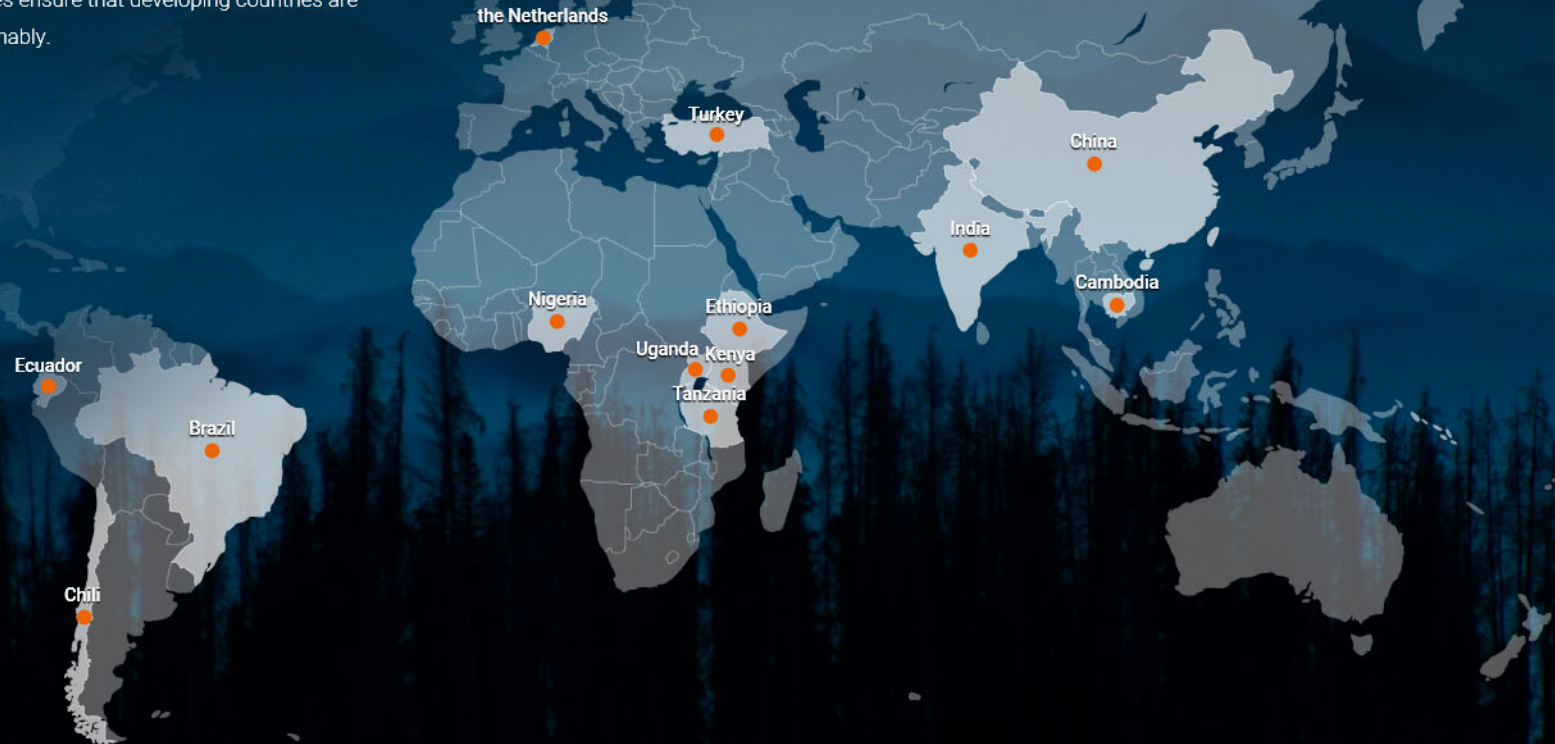 es ensure that developing countries are
nably.
the Netherlands
Turkey
China
India
Cambodia
Nigeria
Ethiopia
Uganda
Kenya
Tanzania
Ecuador
Brazil
Chili